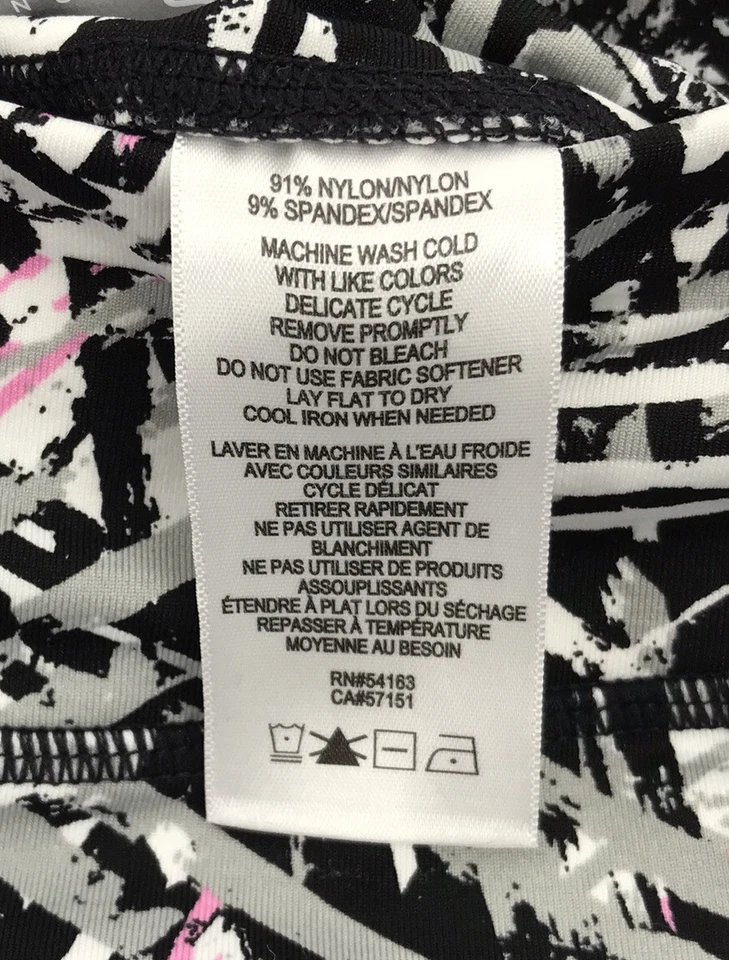 91% NYLON/NYLON
9% SPANDEX/SPANDEX
MACHINE WASH COLD
WITH LIKE COLORS
DELICATE CYCLE
REMOVE PROMPTLY
DO NOT BLEACH
DO NOT USE FABRIC SOFTENER
LAY FLAT TO DRY
COOL IRON WHEN NEEDED
LAVER EN MACHINE À L'EAU FROIDE
AVEC COULEURS SIMILAIRES
CYCLE DÉLICAT
RETIRER RAPIDEMENT
NE PAS UTILISER AGENT DE
BLANCHIMENT
NE PAS UTILISER DE PRODUITS
ASSOUPLISSANTS
ÉTENDRE À PLAT LORS DU SÉCHAGE
REPASSER À TEMPÉRATURE
MOYENNE AU BESOIN
RN#54163
CA#57151